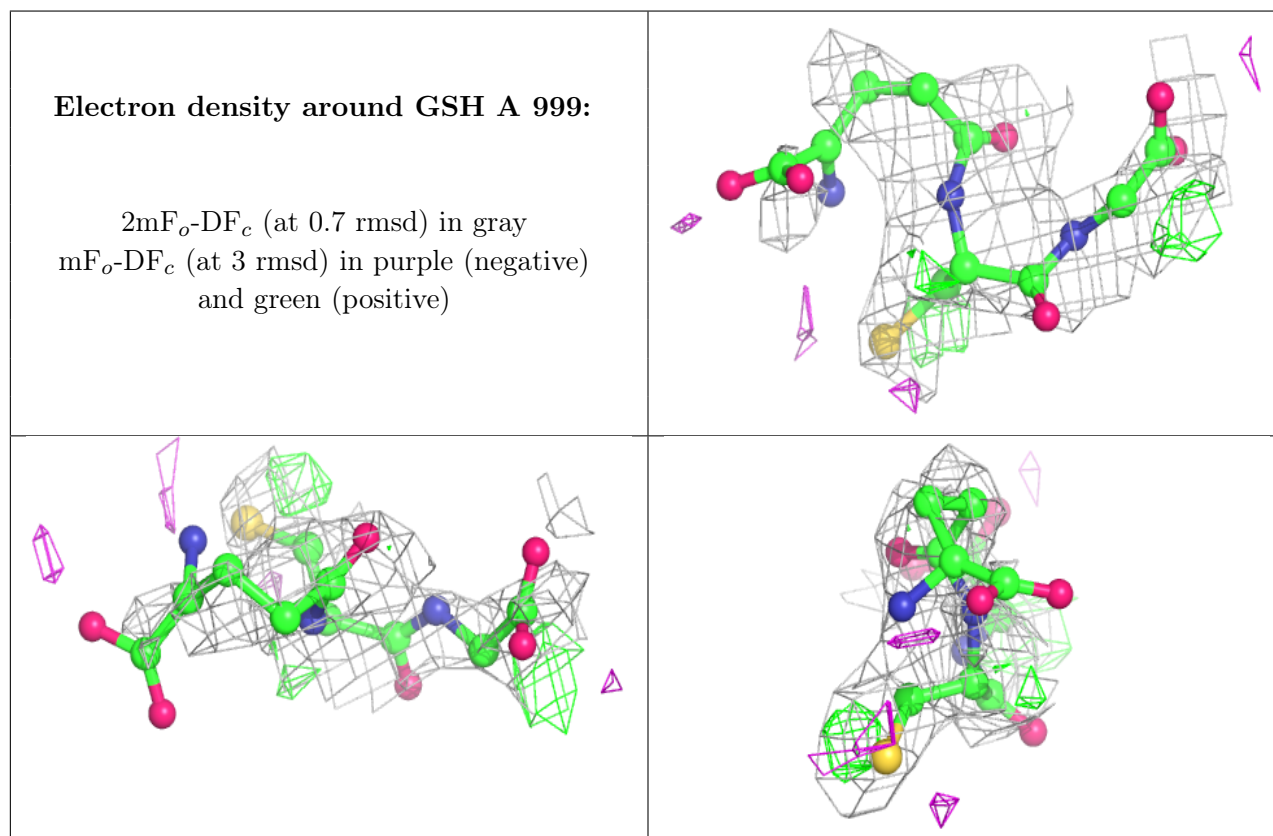 Electron density around GSH A 999:
2mFo-DFc (at 0.7 rmsd) in gray
mFo-DFc (at 3 rmsd) in purple (negative)
and green (positive)